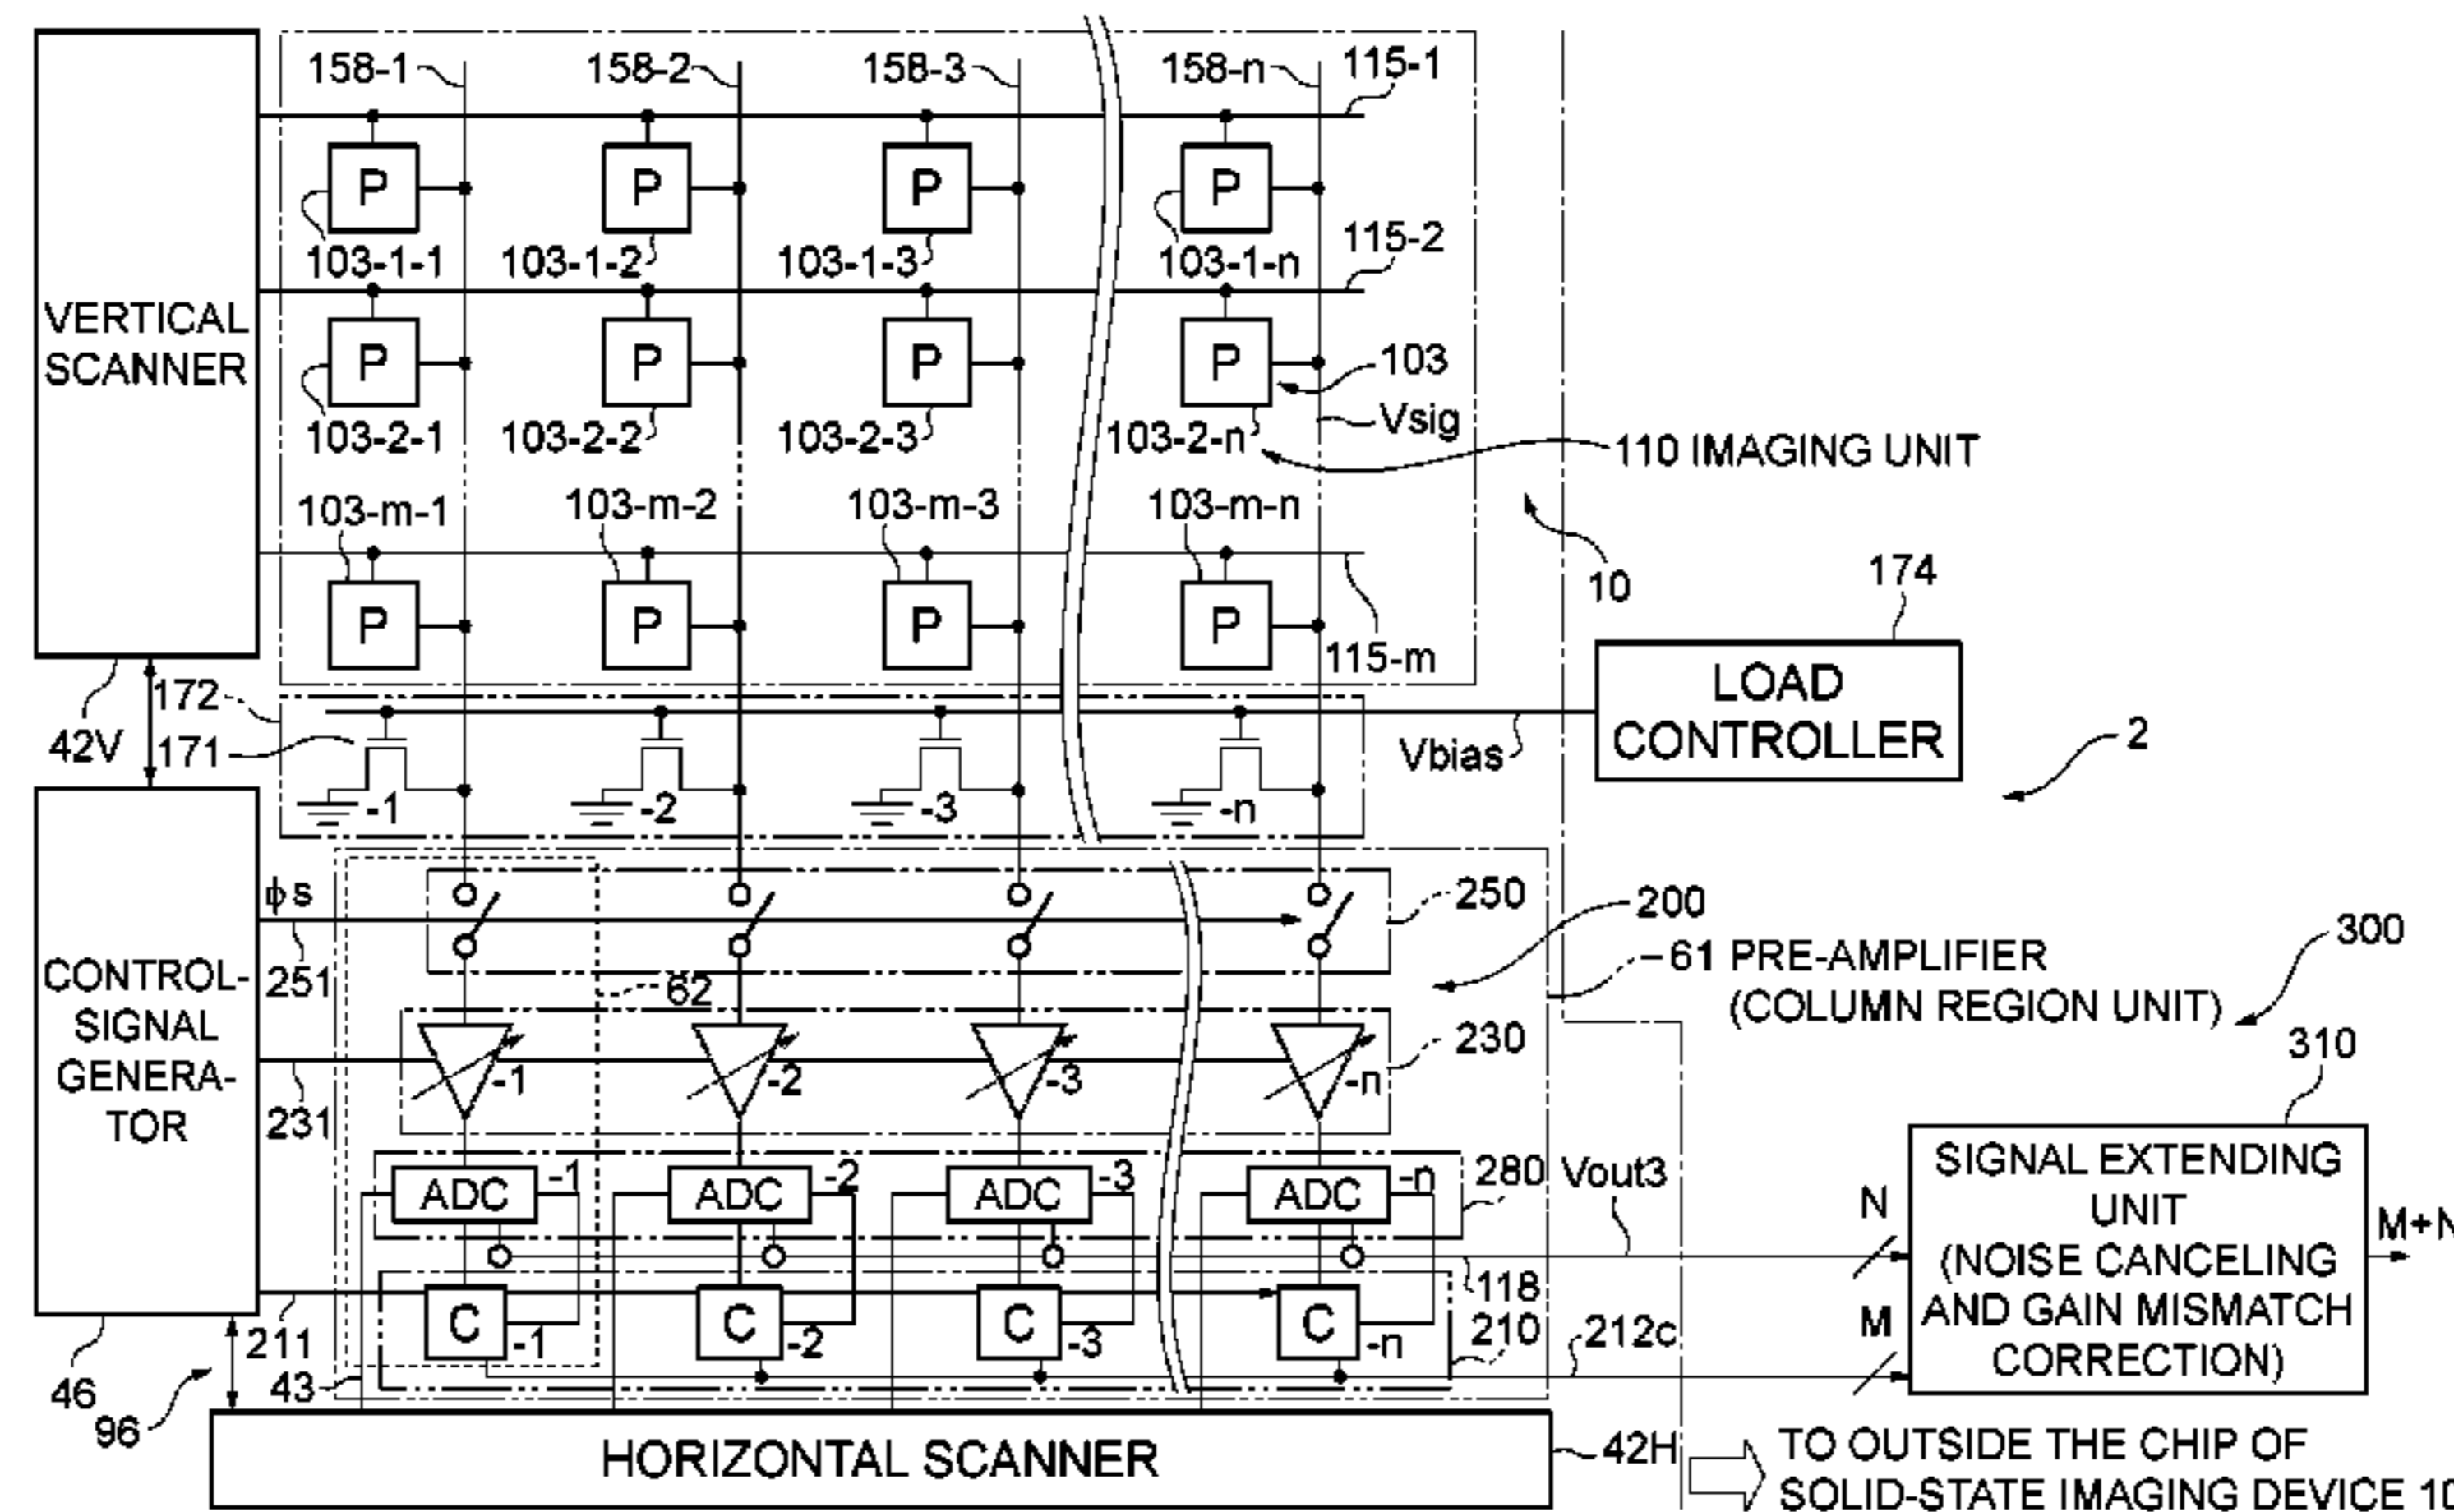 158-1 158-2 158-3 158-n 115-1
P P P P
103-1-1 103-1-2 103-1-3 103-1-n 115-2
VERTICAL
SCANNER
P P P P 103
103-2-1 103-2-2 103-2-3 103-2-n Vsig
110 IMAGING UNIT
103-m-1 103-m-2 103-m-3 103-m-n
10 174
P P P P 115-m
LOAD
CONTROLLER
172
42V 171 Vbias 2
-1 -2 -3 -n
ϕs 250 200
CONTROL-
SIGNAL
GENERA-
TOR
251 62
61 PRE-AMPLIFIER
(COLUMN REGION UNIT)
300
230 310
-1 -2 -3 -n
231
ADC -1 ADC -2 ADC -3 ADC -n 280 Vout3 N
SIGNAL EXTENDING
UNIT
(NOISE CANCELING
AND GAIN MISMATCH
CORRECTION)
M+N
118
C -1 C -2 C -3 C -n 210 212c M
211
46 43
96
HORIZONTAL SCANNER 42H
TO OUTSIDE THE CHIP OF
SOLID-STATE IMAGING DEVICE 10